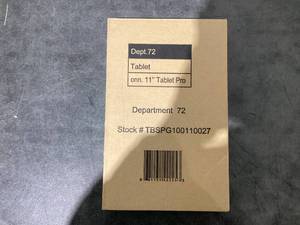 Dept.72
Tablet
onn. 11" Tablet Pro
Department 72
Stock # TBSPG100110027